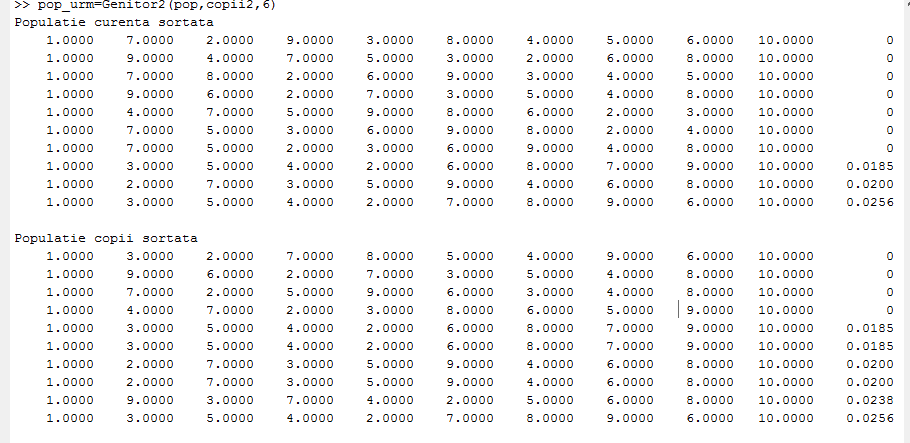 >> pop_urm=Genitor2(pop,copii2,6)
Populatie curenta sortata
1.0000 7.0000 2.0000 9.0000 3.0000 8.0000 4.0000 5.0000 6.0000 10.0000 0
1.0000 9.0000 4.0000 7.0000 5.0000 3.0000 2.0000 6.0000 8.0000 10.0000 0
1.0000 7.0000 8.0000 2.0000 6.0000 9.0000 3.0000 4.0000 5.0000 10.0000 0
1.0000 9.0000 6.0000 2.0000 7.0000 3.0000 5.0000 4.0000 8.0000 10.0000 0
1.0000 4.0000 7.0000 5.0000 9.0000 8.0000 6.0000 2.0000 3.0000 10.0000 0
1.0000 7.0000 5.0000 3.0000 6.0000 9.0000 8.0000 2.0000 4.0000 10.0000 0
1.0000 7.0000 5.0000 2.0000 3.0000 6.0000 9.0000 4.0000 8.0000 10.0000 0
1.0000 3.0000 5.0000 4.0000 2.0000 6.0000 8.0000 7.0000 9.0000 10.0000 0.0185
1.0000 2.0000 7.0000 3.0000 5.0000 9.0000 4.0000 6.0000 8.0000 10.0000 0.0200
1.0000 3.0000 5.0000 4.0000 2.0000 7.0000 8.0000 9.0000 6.0000 10.0000 0.0256
Populatie copii sortata
1.0000 3.0000 2.0000 7.0000 8.0000 5.0000 4.0000 9.0000 6.0000 10.0000 0
1.0000 9.0000 6.0000 2.0000 7.0000 3.0000 5.0000 4.0000 8.0000 10.0000 0
1.0000 7.0000 2.0000 5.0000 9.0000 6.0000 3.0000 4.0000 8.0000 10.0000 0
1.0000 4.0000 7.0000 2.0000 3.0000 8.0000 6.0000 5.0000 9.0000 10.0000 0
1.0000 3.0000 5.0000 4.0000 2.0000 6.0000 8.0000 7.0000 9.0000 10.0000 0.0185
1.0000 3.0000 5.0000 4.0000 2.0000 6.0000 8.0000 7.0000 9.0000 10.0000 0.0185
1.0000 2.0000 7.0000 3.0000 5.0000 9.0000 4.0000 6.0000 8.0000 10.0000 0.0200
1.0000 2.0000 7.0000 3.0000 5.0000 9.0000 4.0000 6.0000 8.0000 10.0000 0.0200
1.0000 9.0000 3.0000 7.0000 4.0000 2.0000 5.0000 6.0000 8.0000 10.0000 0.0238
1.0000 3.0000 5.0000 4.0000 2.0000 7.0000 8.0000 9.0000 6.0000 10.0000 0.0256